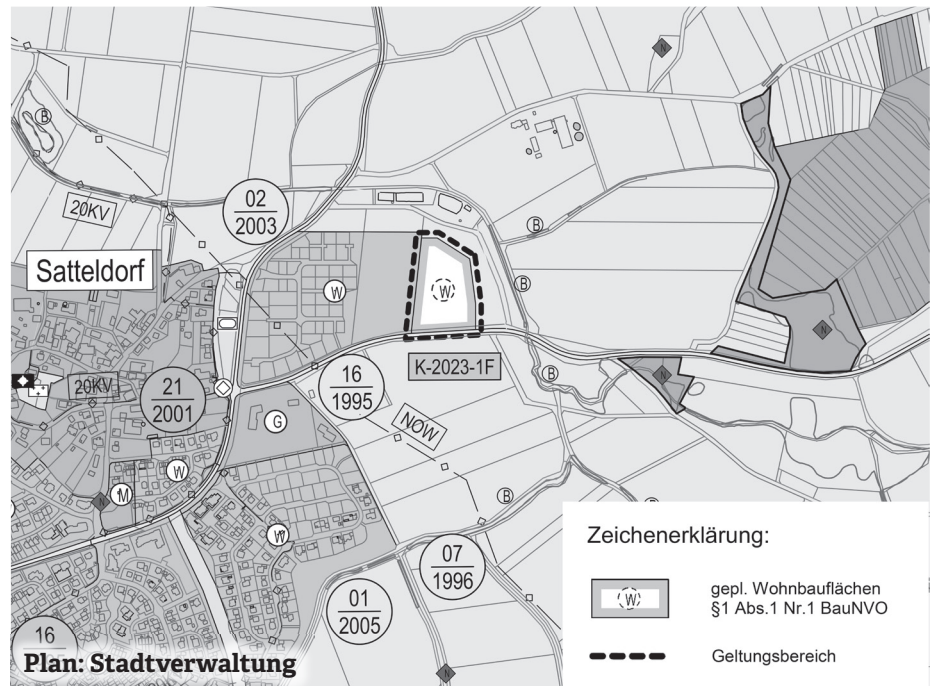 B
N
20KV
02
2003
B
Satteldorf
W
W
B
N
K-2023-1F
20KV
21
2001
16
1995
B
N
G
NOW
W
M
N
B
W
B
Zeichenerklärung:
07
1996
W
gepl. Wohnbauflächen
§1 Abs.1 Nr.1 BauNVO
01
2005
16
Plan: Stadtverwaltung
N
Geltungsbereich